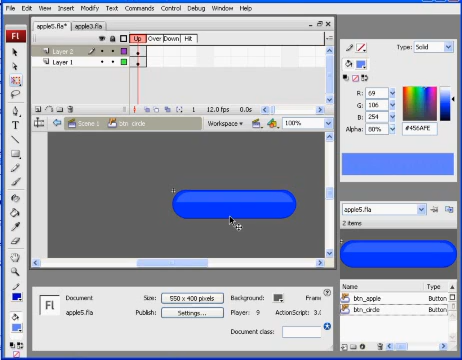 File Edit View Insert Modify Text Commands Control Debug Window Help
apple5.fla* apple3.fla
Fl
Up Over Down Hit
Layer 2
Layer 1
1 12.0 fps 0.0s
Scene 1 btn_circle Workspace 100%
Type: Solid
R: 69
G: 106
B: 254
Alpha: 80% #456AFE
apple5.fla
2 items
Name Type
btn_apple Button
btn_circle Button
Fl
Document
apple5.fla
Size: 550 x 400 pixels Background: Fram
Publish: Settings... Player: 9 ActionScript: 3.0
Document class: